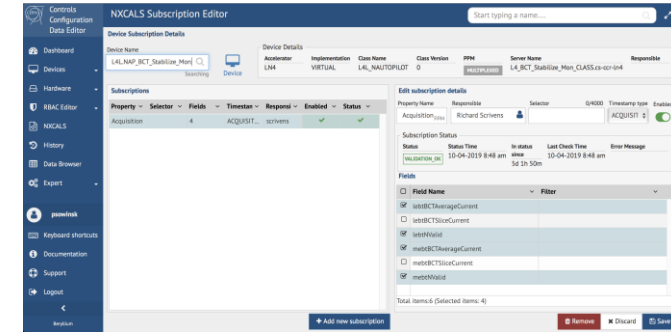 CERN
Controls
Configuration
Data Editor
NXCALS Subscription Editor
Start typing a name....
Dashboard
Devices
Hardware
RBAC Editor
NXCALS
History
Data Browser
Expert
psowinsk
Keyboard shortcuts
Documentation
Support
Logout
Device Subscription Details
Device Name
L4L.NAP_BCT_Stabilize_Mon
Searching
Device
Device Details
Accelerator Implementation Class Name Class Version PPM Server Name Responsible
LN4 VIRTUAL L4L_NAUTOPILOT 0 MULTIPLEXED L4_BCT_Stabilize_Mon_CLASS.cs-ccr-ln4
Subscriptions
Property Selector Fields Timestan Responsi Enabled Status
Acquisition 4 ACQUISIT... scrivens
+ Add new subscription
Edit subscription details
Property Name Responsible Selector 0/4000 Timestamp type Enabled
Acquisition Richard Scrivens ACQUISIT
Subscription Status
Status Status Time In status since Last Check Time Error Message
VALIDATION_OK 10-04-2019 8:48 am 5d 1h 50m 10-04-2019 8:48 am
Fields
Field Name Filter
lebtBCTAverageCurrent
lebtBCTSliceCurrent
lebtNValid
mebtBCTAverageCurrent
mebtBCTSliceCurrent
mebtNValid
Total items:6 (Selected items: 4)
Remove
Discard
Save